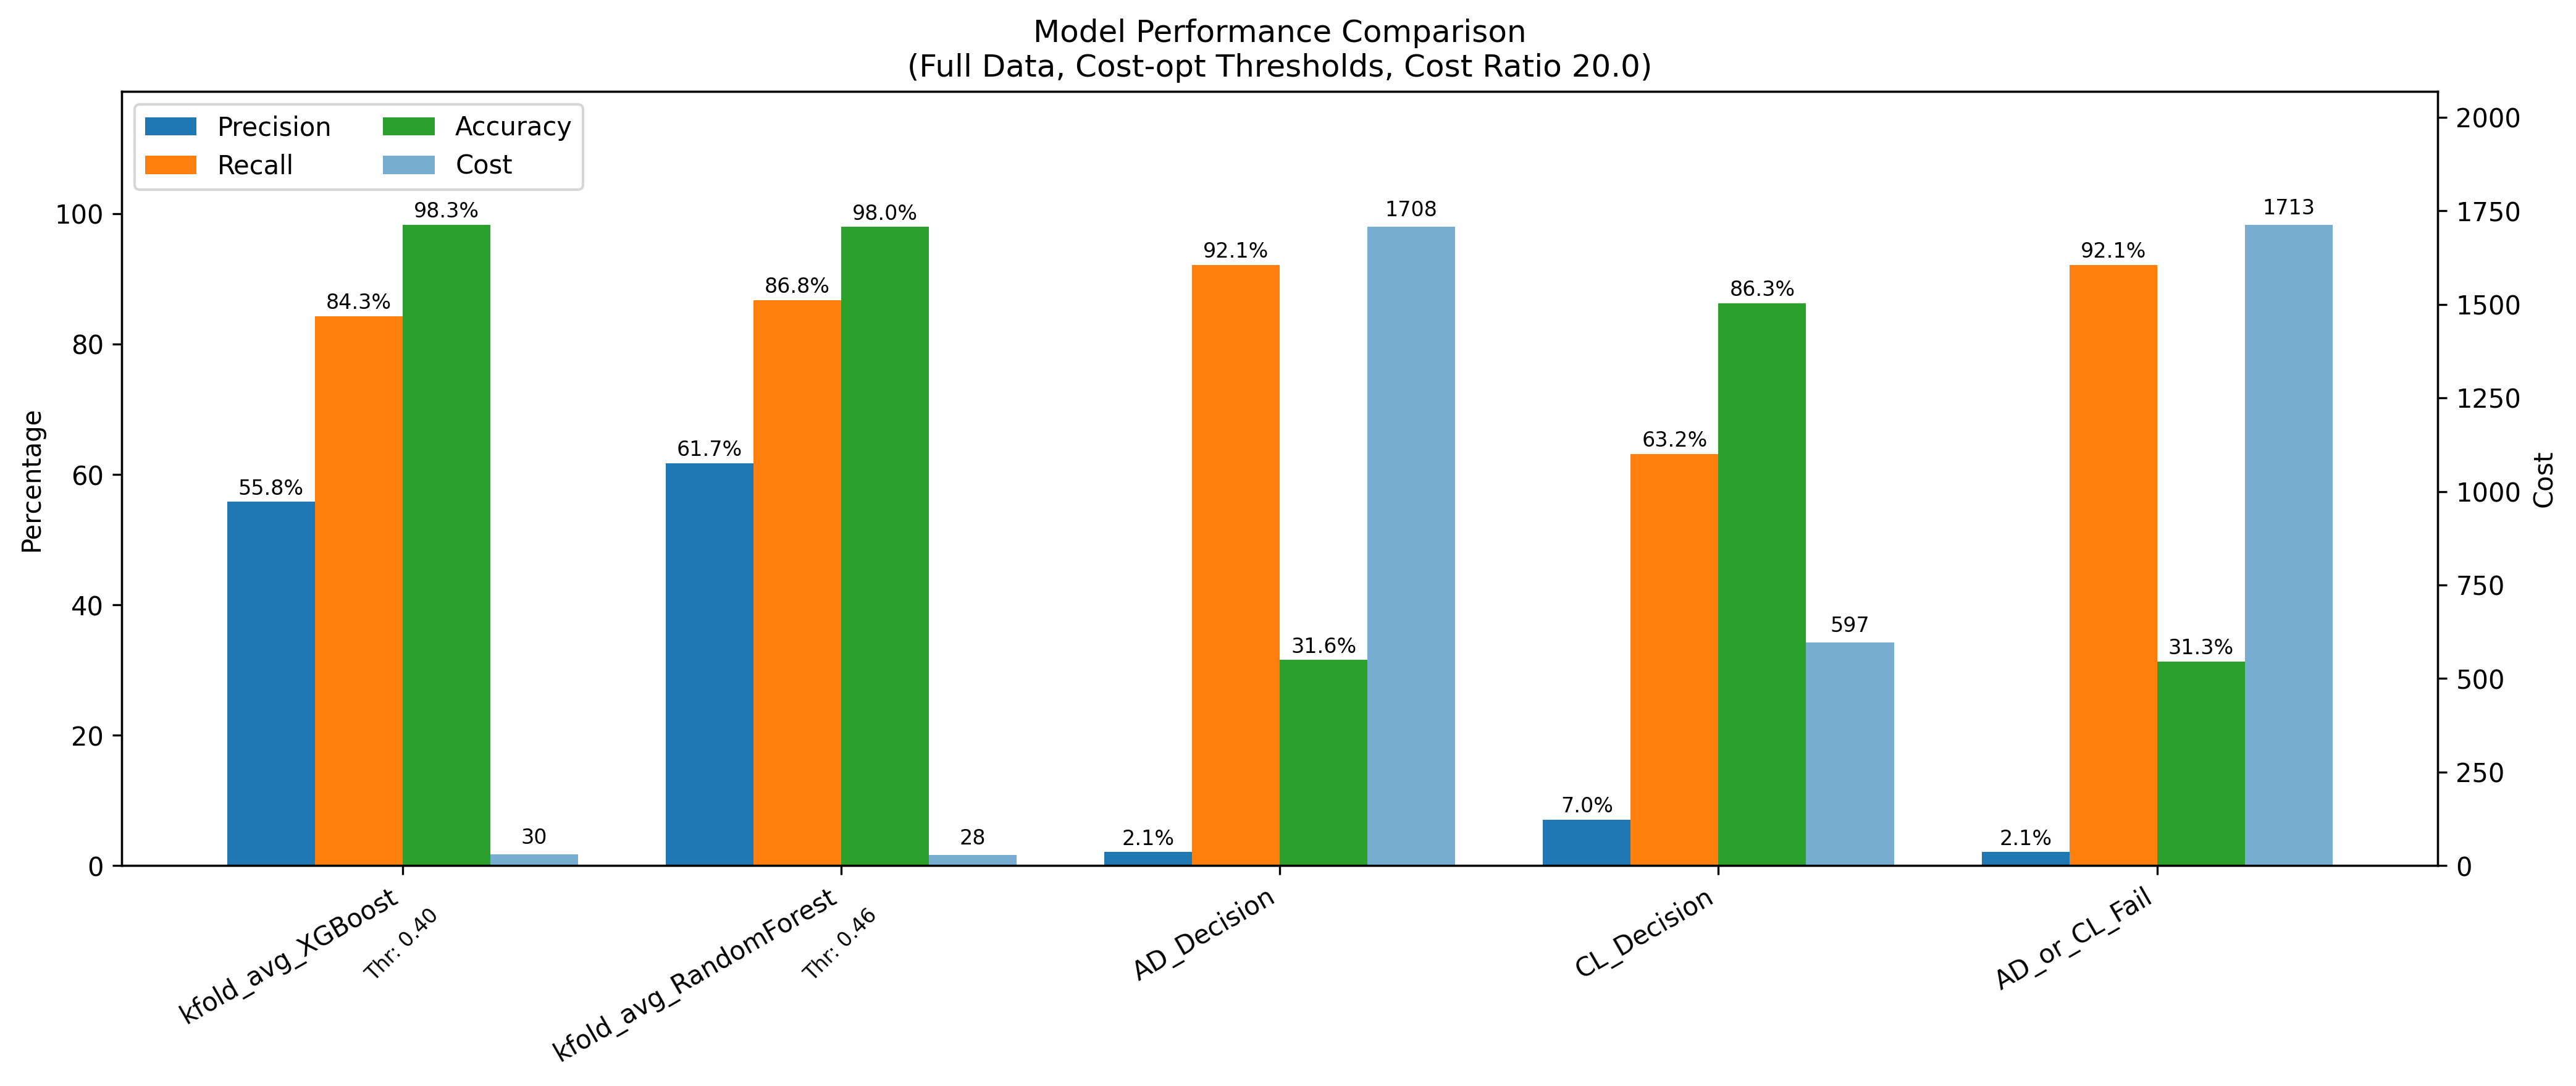 Model Performance Comparison
(Full Data, Cost-opt Thresholds, Cost Ratio 20.0)
Precision
Recall
Accuracy
Cost
Percentage
100
80
60
40
20
0
55.8%
84.3%
98.3%
30
61.7%
86.8%
98.0%
28
2.1%
92.1%
31.6%
1708
7.0%
63.2%
86.3%
597
2.1%
92.1%
31.3%
1713
2000
1750
1500
1250
1000
750
500
250
0
Cost
kfold_avg_XGBoost
Thr: 0.40
kfold_avg_RandomForest
Thr: 0.46
AD_Decision
CL_Decision
AD_or_CL_Fail